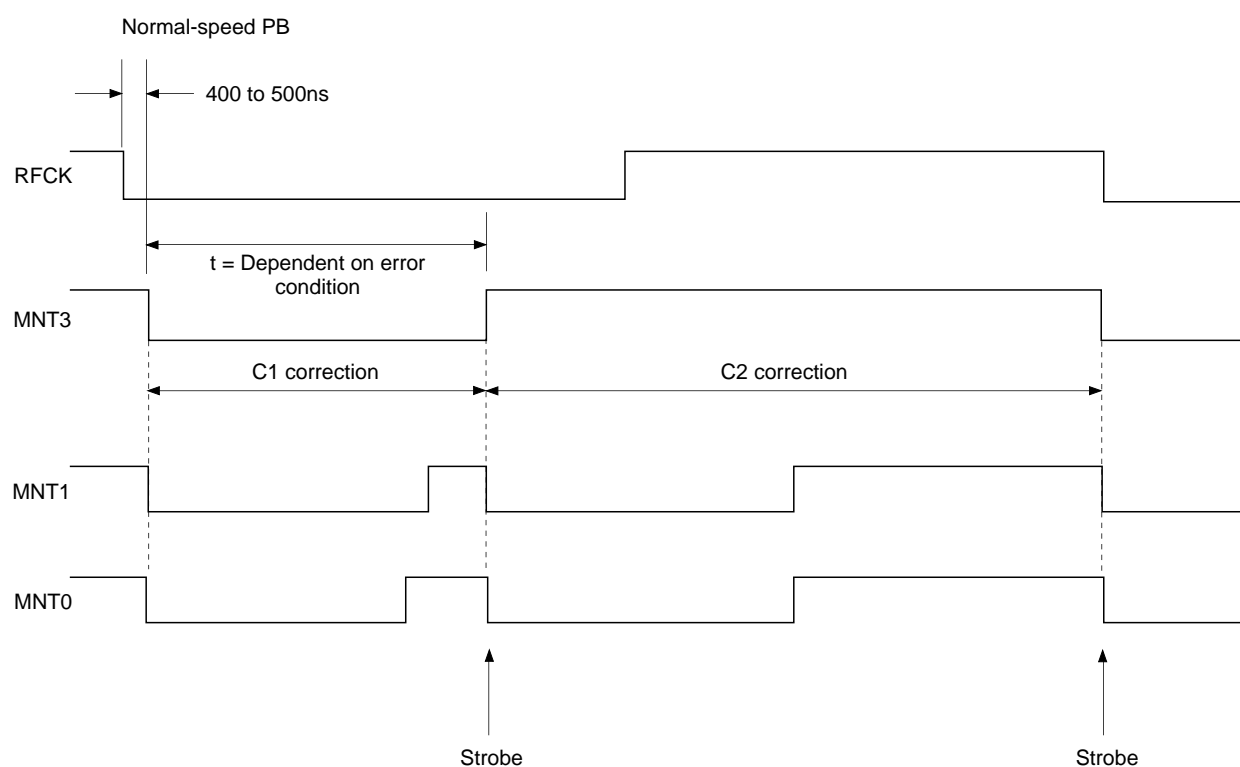 Normal-speed PB
400 to 500ns
RFCK
t = Dependent on error
condition
MNT3
C1 correction
C2 correction
MNT1
MNT0
Strobe
Strobe